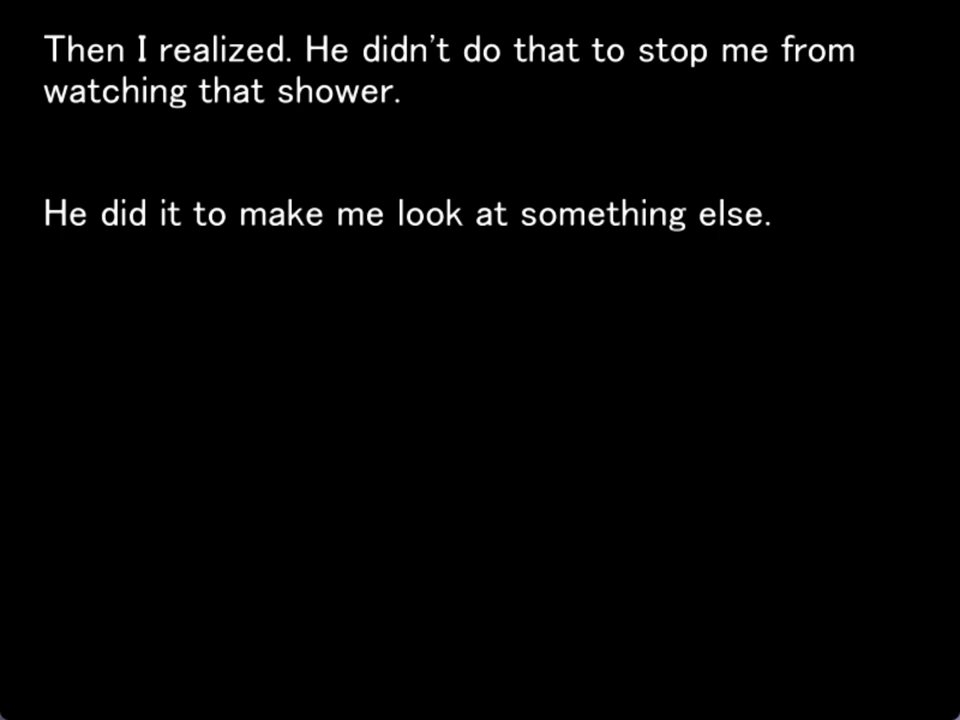 Then I realized. He didn't do that to stop me from
watching that shower.
He did it to make me look at something else.